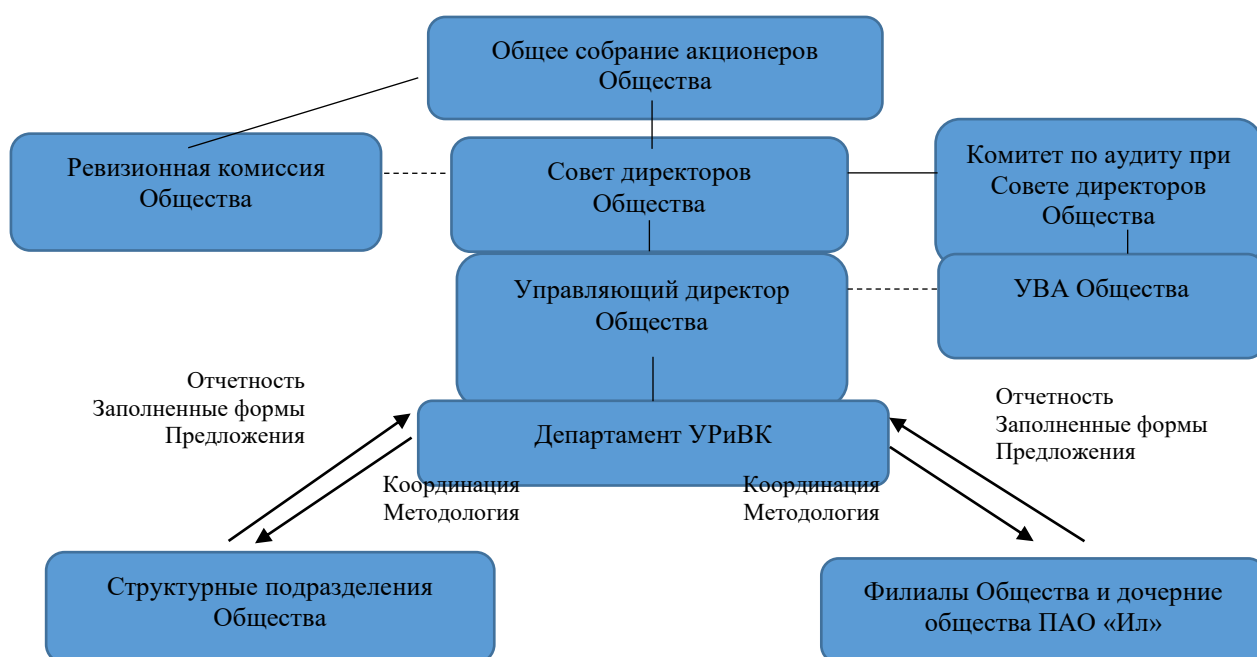 Общее собрание акционеров
Общества
Ревизионная комиссия
Общества
Совет директоров
Общества
Комитет по аудиту при
Совете директоров
Общества
Управляющий директор
Общества
УВА Общества
Отчетность
Заполненные формы
Предложения
Отчетность
Заполненные формы
Предложения
Департамент УРиВК
Координация
Методология
Координация
Методология
Структурные подразделения
Общества
Филиалы Общества и дочерние
общества ПАО «Ил»